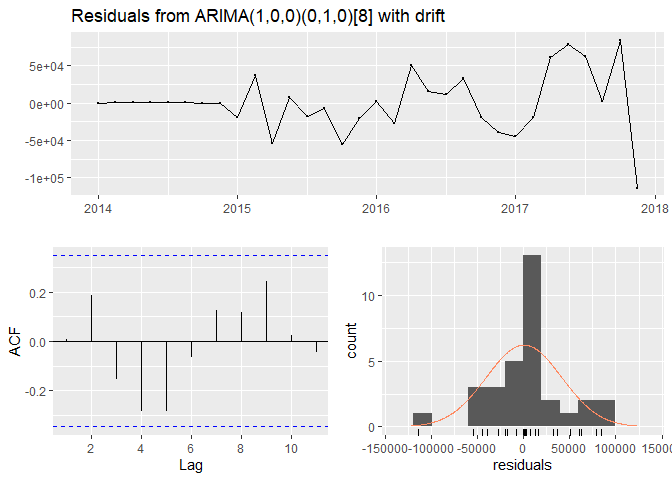 Residuals from ARIMA(1,0,0)(0,1,0)[8] with drift
5e+04
0e+00
-5e+04
-1e+05
2014 2015 2016 2017 2018
ACF
0.2
0.0
-0.2
2 4 6 8 10
Lag
count
10
5
0
-150000 -100000 -50000 0 50000 100000 15000
residuals